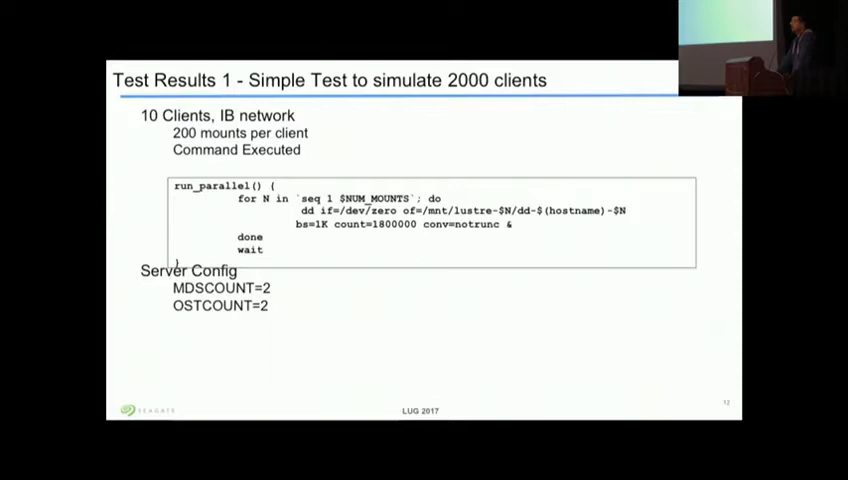 Test Results 1 - Simple Test to simulate 2000 clients
10 Clients, IB network
200 mounts per client
Command Executed
run_parallel() {
for N in `seq 1 $NUM_MOUNTS`; do
dd if=/dev/zero of=/mnt/lustre-$N/dd-$(hostname)-$N
bs=1K count=1800000 conv=notrunc &
done
wait
}
Server Config
MDSCOUNT=2
OSTCOUNT=2
SEAGATE
LUG 2017
12